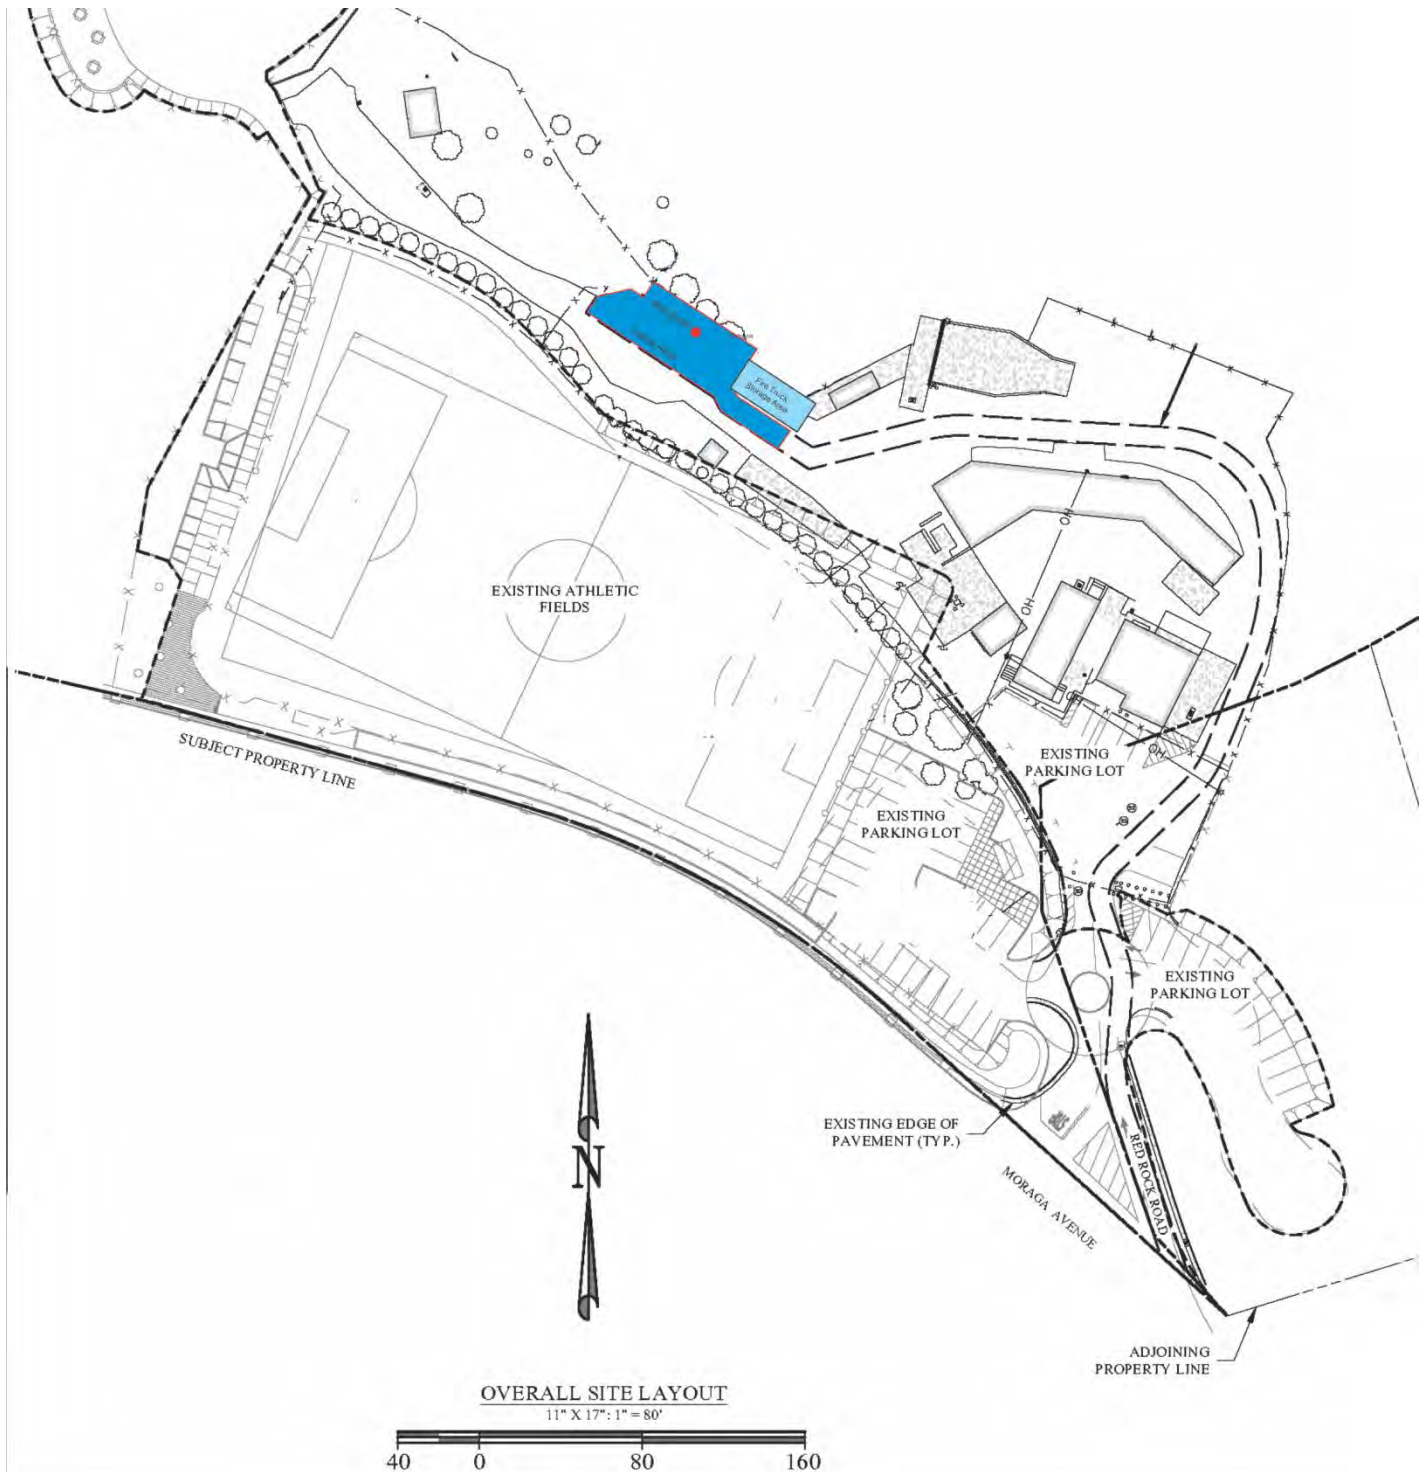 Fire Truck
Storage Area
OH
EXISTING ATHLETIC
FIELDS
OH
SUBJECT PROPERTY LINE
EXISTING
PARKING LOT
OH
EXISTING
PARKING LOT
EXISTING
PARKING LOT
EXISTING EDGE OF
PAVEMENT (TYP.)
RED ROCK ROAD
MORAGA AVENUE
N
ADJOINING
PROPERTY LINE
OVERALL SITE LAYOUT
11" X 17": 1" = 80'
40 0 80 160